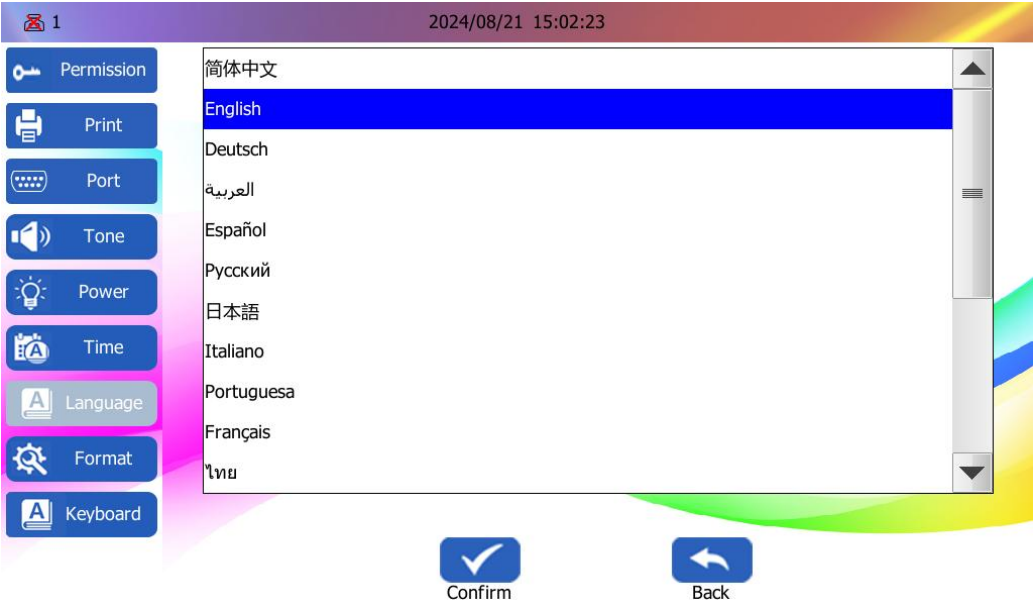 1
2024/08/21 15:02:23
Permission
Print
Port
Tone
Power
Time
Language
Format
Keyboard
简体中文
English
Deutsch
العربية
Español
Русский
日本語
Italiano
Portuguesa
Français
ไทย
Confirm
Back